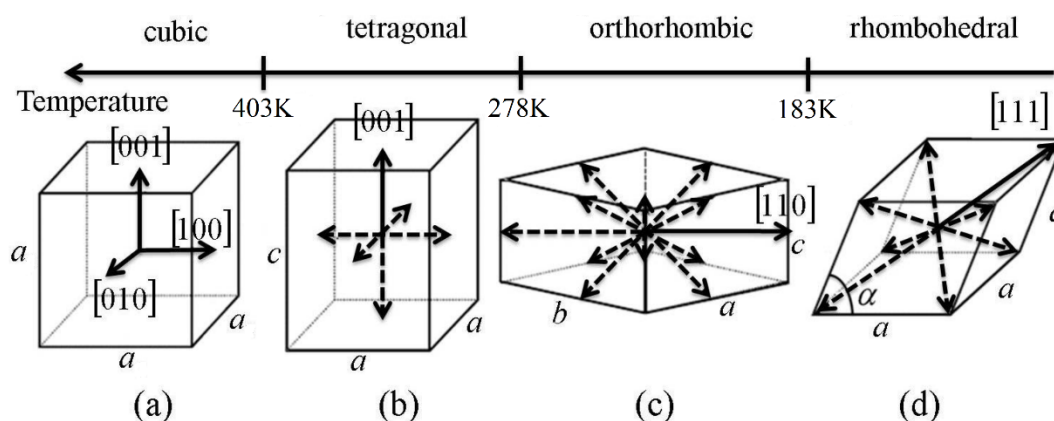 cubic tetragonal orthorhombic rhombohedral
Temperature 403K 278K 183K
[001] [001] [111]
[100] [110]
a c c a
[010] b a α a
a a a
(a) (b) (c) (d)